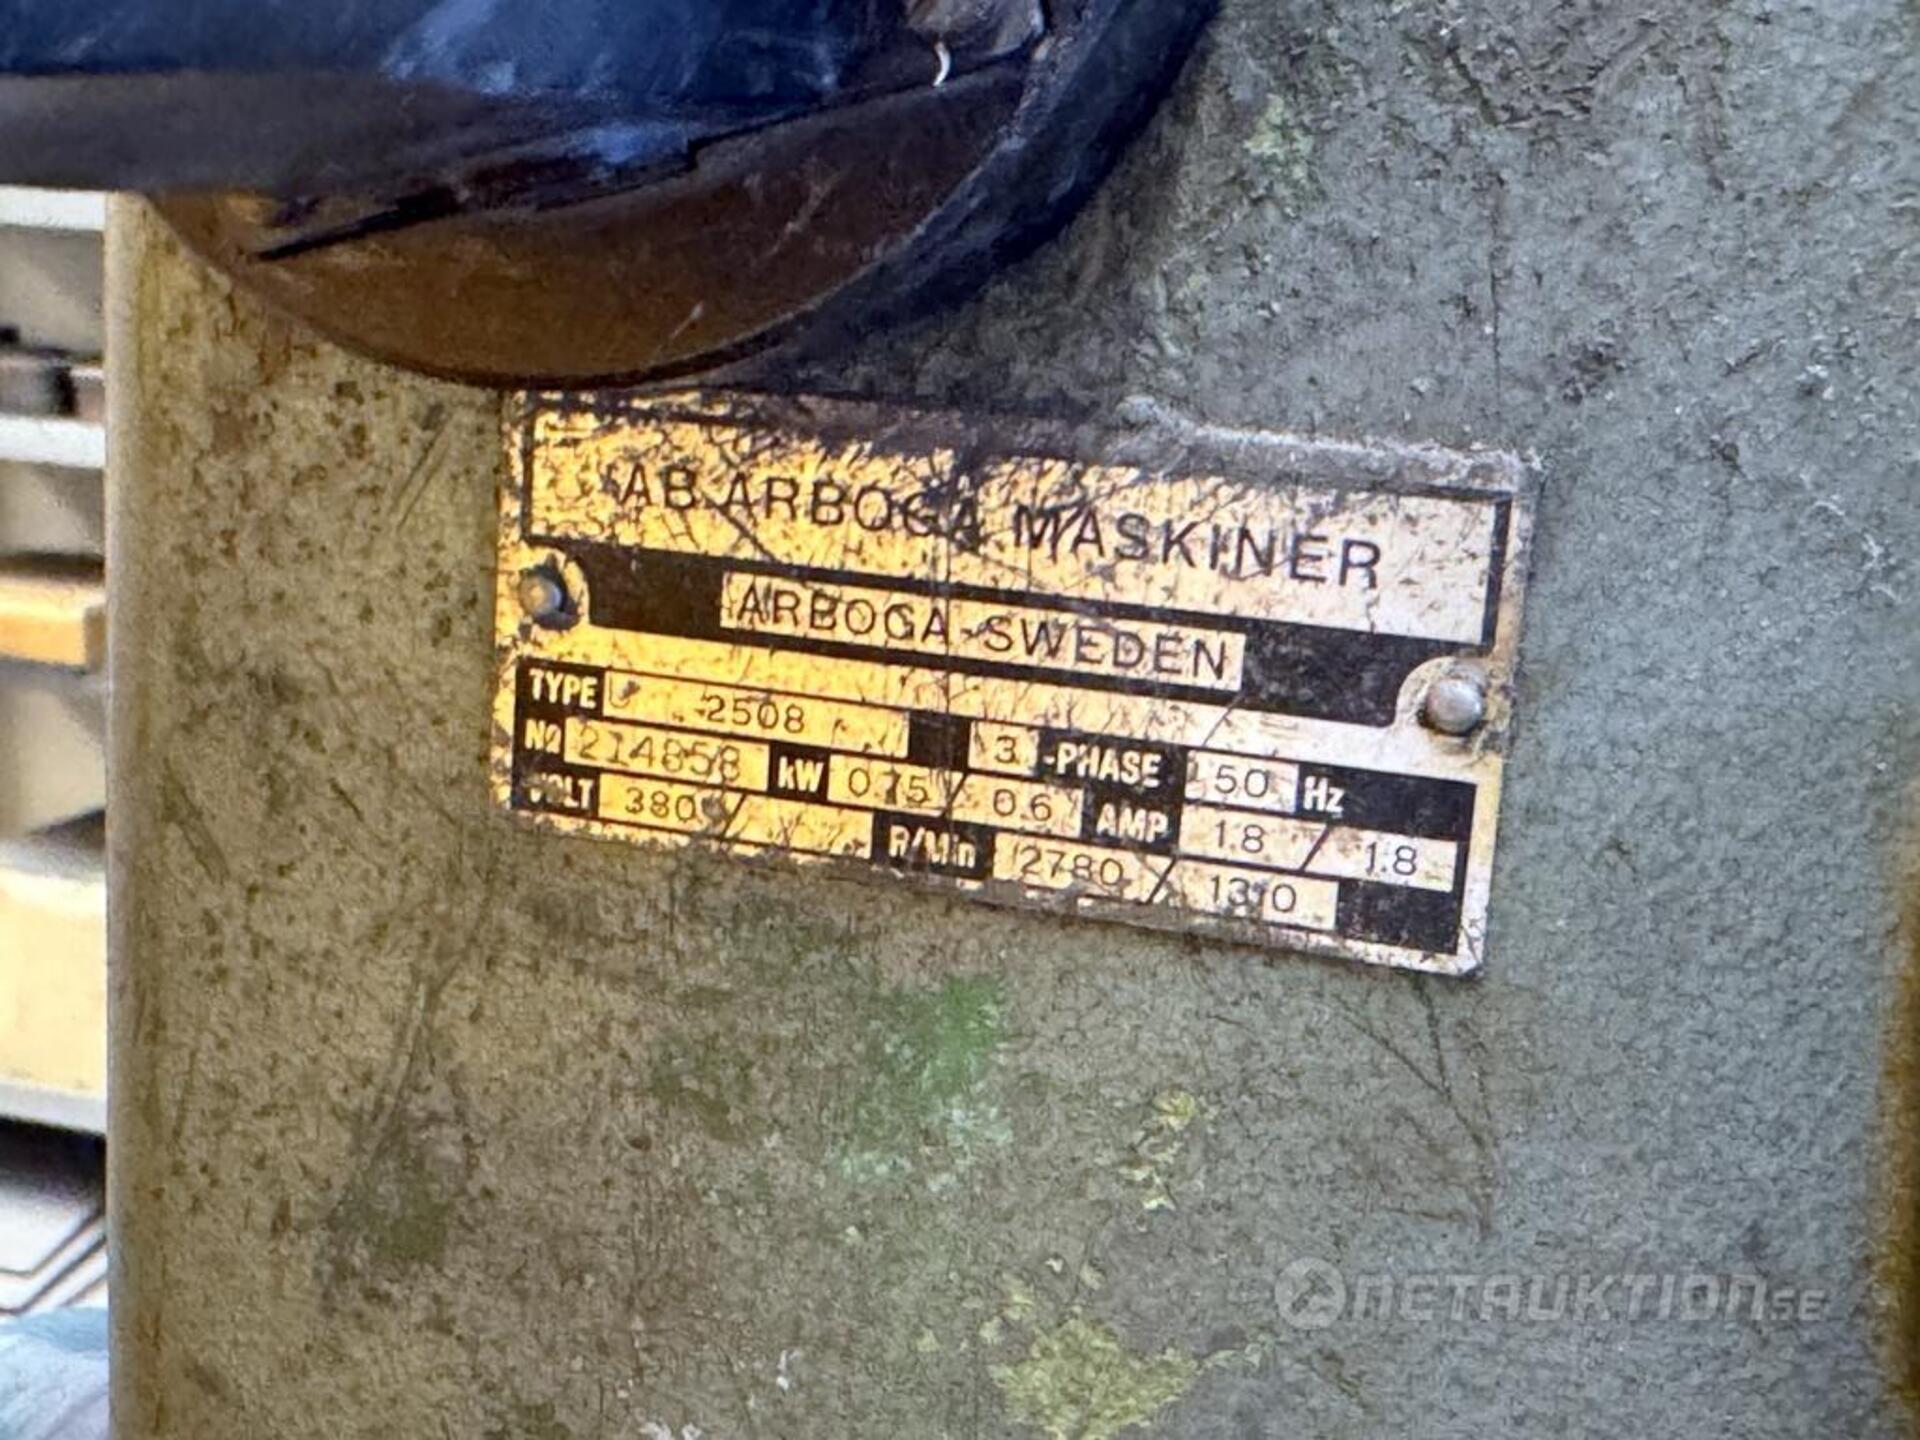 AB ARBOGA MASKINER
ARBOGA-SWEDEN
TYPE 2508 3 -PHASE 50 Hz
NO 214858 kW 0.75 / 0.6 AMP 1.8 / 1.8
VOLT 380 / R/Min 2780 /
NETAUKTION.SE